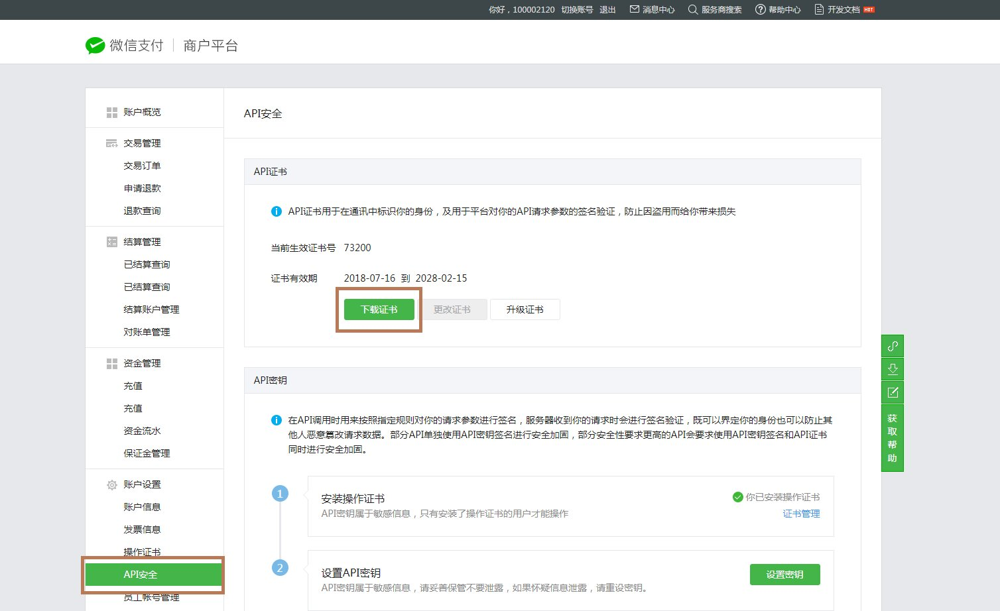 你好，100002120 切换账号 退出 消息中心 服务商搜索 帮助中心 开发文档 HOT
微信支付 商户平台
账户概览
交易管理
交易订单
申请退款
退款查询
结算管理
已结算查询
已结算查询
结算账户管理
对账单管理
资金管理
充值
充值
资金流水
保证金管理
账户设置
账户信息
发票信息
操作证书
API安全
员工帐号管理
API安全
API证书
API证书用于在通讯中标识你的身份，及用于平台对你的API请求参数的签名验证，防止因盗用而给你带来损失
当前生效证书号 73200
证书有效期 2018-07-16 到 2028-02-15
下载证书 更改证书 升级证书
API密钥
在API调用时用来按照指定规则对你的请求参数进行签名，服务器收到你的请求时会进行签名验证，既可以界定你的身份也可以防止其
他人恶意篡改请求数据。部分API单独使用API密钥签名进行安全加固，部分安全性要求更高的API会要求使用API密钥签名和API证书
同时进行安全加固。
1
安装操作证书
API密钥属于敏感信息，只有安装了操作证书的用户才能操作
你已安装操作证书
证书管理
2
设置API密钥
API密钥属于敏感信息，请妥善保管不要泄露，如果怀疑信息泄露，请重设密钥。
设置密钥
获
取
帮
助